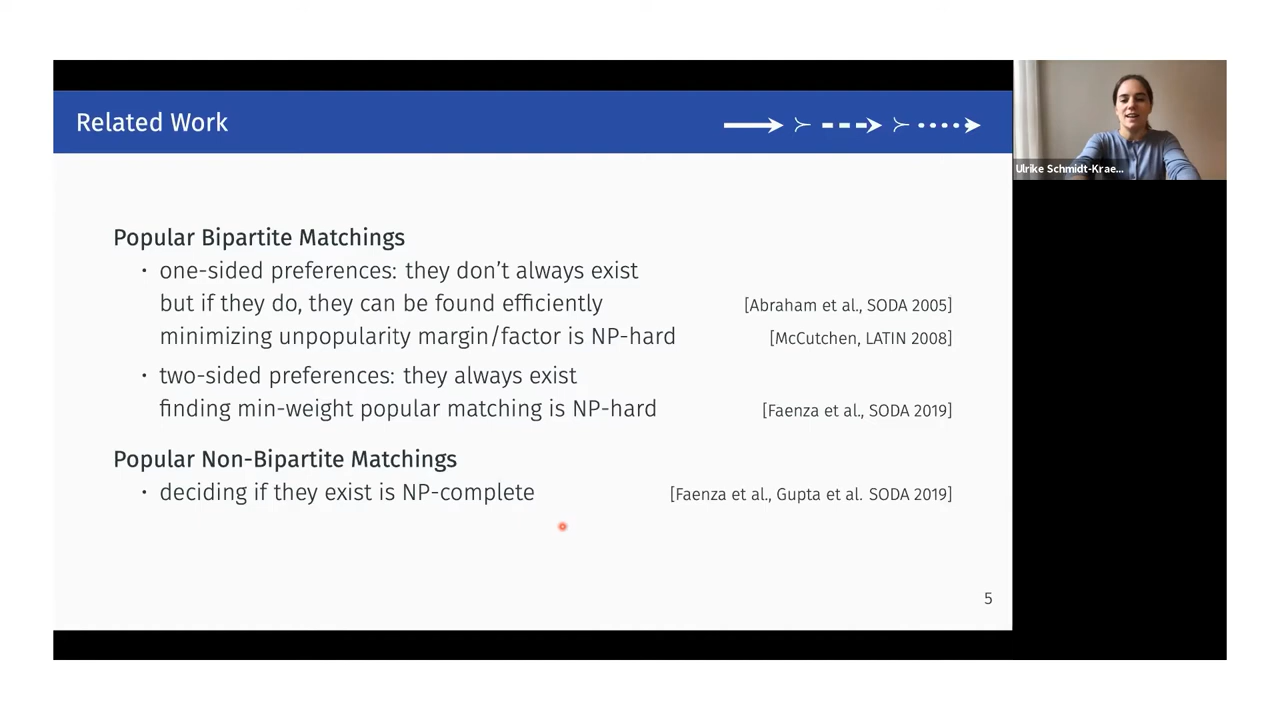 Related Work
Ulrike Schmidt-Krae...
Popular Bipartite Matchings
· one-sided preferences: they don't always exist
but if they do, they can be found efficiently [Abraham et al., SODA 2005]
minimizing unpopularity margin/factor is NP-hard [McCutchen, LATIN 2008]
· two-sided preferences: they always exist
finding min-weight popular matching is NP-hard [Faenza et al., SODA 2019]
Popular Non-Bipartite Matchings
· deciding if they exist is NP-complete [Faenza et al., Gupta et al. SODA 2019]
5